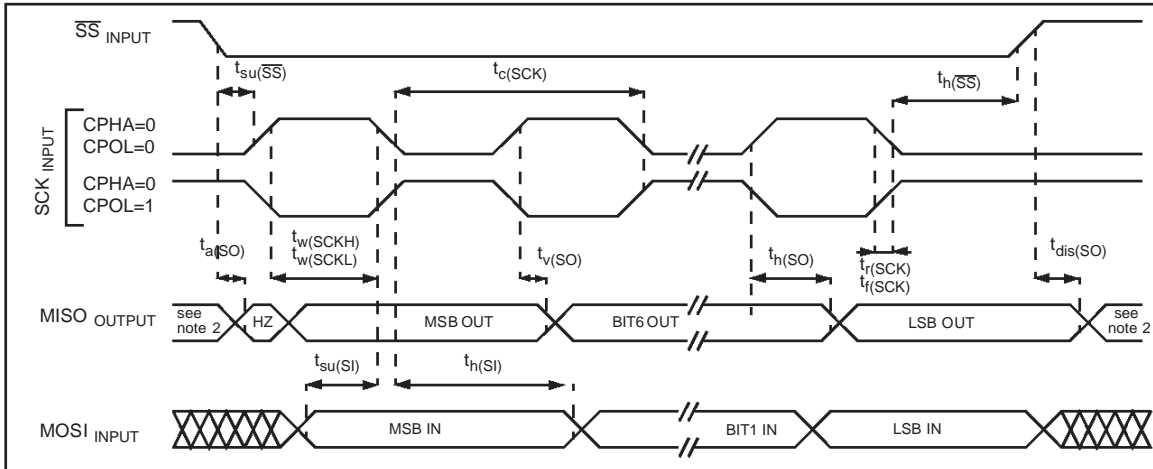 SS INPUT
tsu(SS)
tc(SCK)
th(SS)
SCK INPUT
CPHA=0
CPOL=0
CPHA=0
CPOL=1
ta(SO)
tw(SCKH)
tw(SCKL)
tv(SO)
th(SO)
tr(SCK)
tf(SCK)
tdis(SO)
MISO OUTPUT
see
note 2
HZ
MSB OUT
BIT6 OUT
LSB OUT
see
note 2
tsu(SI)
th(SI)
MOSI INPUT
MSB IN
BIT1 IN
LSB IN